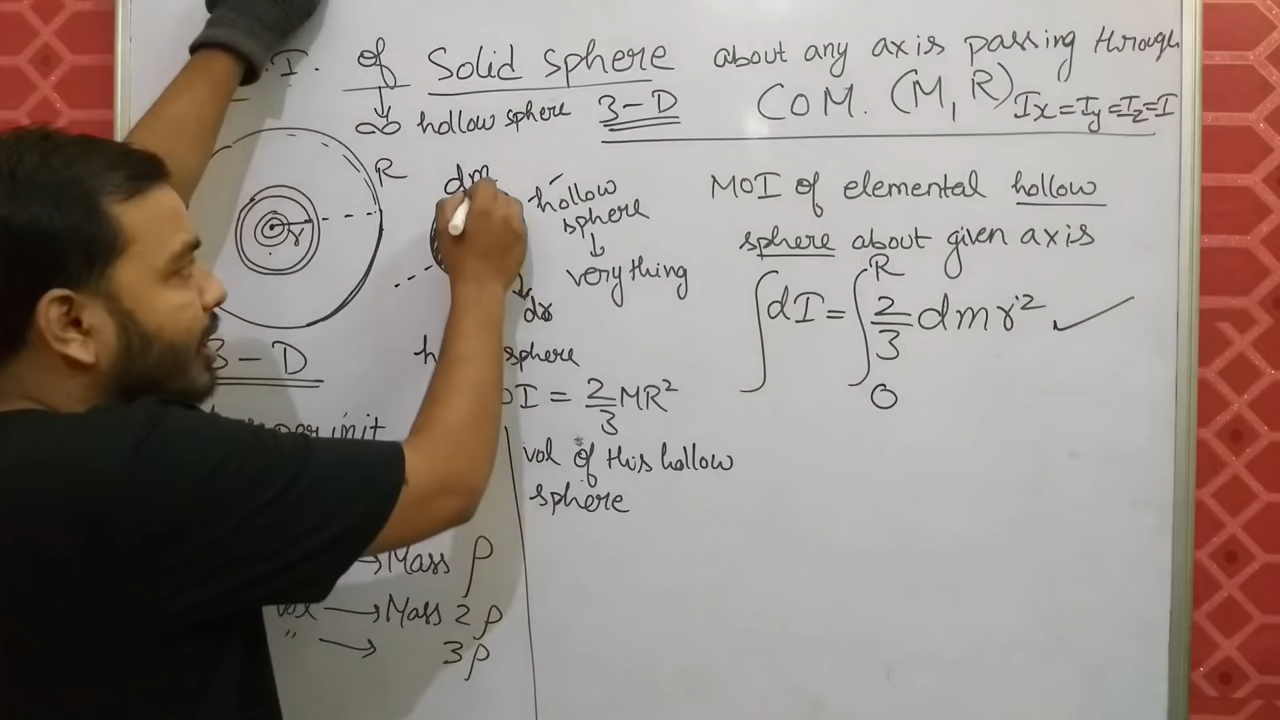 I. of Solid sphere about any axis passing through
∞ hollow sphere 3-D COM. (M, R) Ix=Iy=Iz=I
R
r
3-D
dm
hollow
sphere
very thing
dr
sphere
I = 2/3 MR²
vol of this hollow
sphere
→ Mass ρ
→ Mass 2ρ
" → 3ρ
MOI of elemental hollow
sphere about given axis
∫dI = ∫₀ᴿ 2/3 dm r² ✓